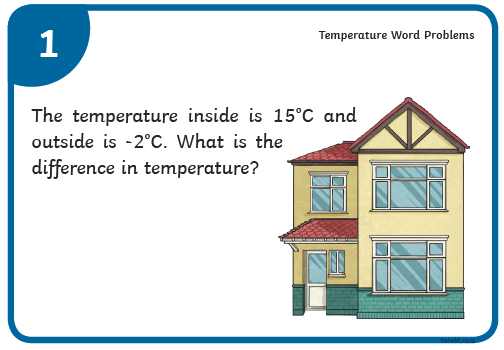 1
Temperature Word Problems
The temperature inside is 15°C and
outside is -2°C. What is the
difference in temperature?